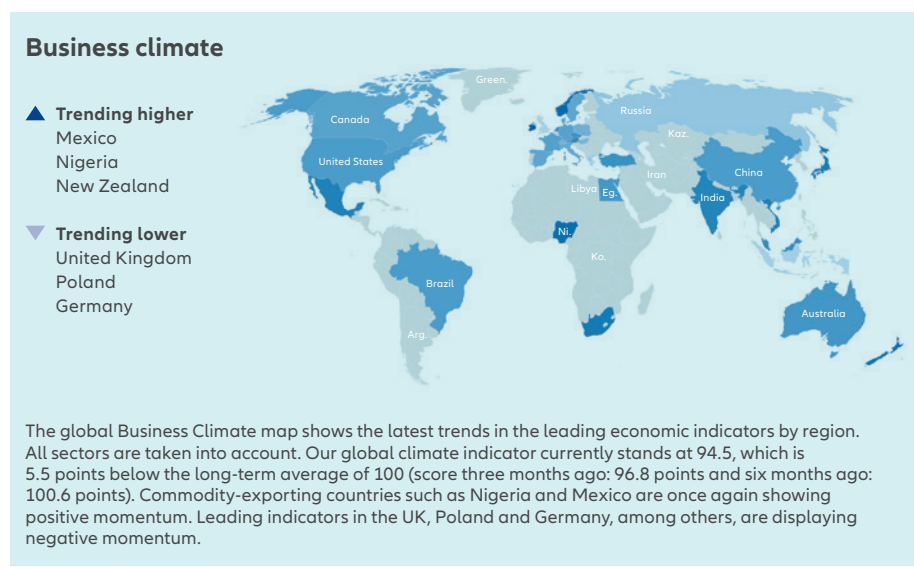 Business climate
Trending higher
Mexico
Nigeria
New Zealand
Trending lower
United Kingdom
Poland
Germany
Green.
Canada
Russia
Kaz.
United States
China
Iran
Libya
Eg.
India
Ni.
Ko.
Brazil
Australia
Arg.
The global Business Climate map shows the latest trends in the leading economic indicators by region.
All sectors are taken into account. Our global climate indicator currently stands at 94.5, which is
5.5 points below the long-term average of 100 (score three months ago: 96.8 points and six months ago:
100.6 points). Commodity-exporting countries such as Nigeria and Mexico are once again showing
positive momentum. Leading indicators in the UK, Poland and Germany, among others, are displaying
negative momentum.